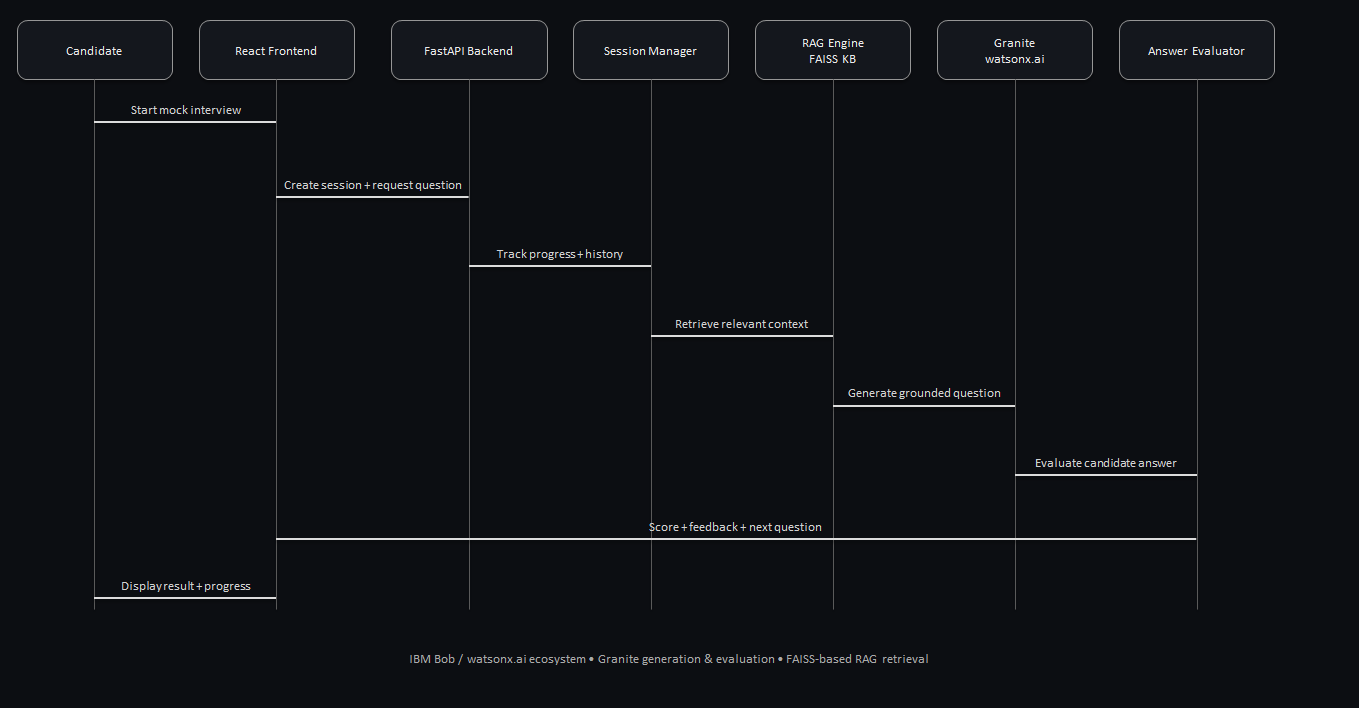 Candidate
React Frontend
FastAPI Backend
Session Manager
RAG Engine
FAISS KB
Granite
watsonx.ai
Answer Evaluator
Start mock interview
Create session + request question
Track progress + history
Retrieve relevant context
Generate grounded question
Evaluate candidate answer
Score + feedback + next question
Display result + progress
IBM Bob / watsonx.ai ecosystem • Granite generation & evaluation • FAISS-based RAG retrieval